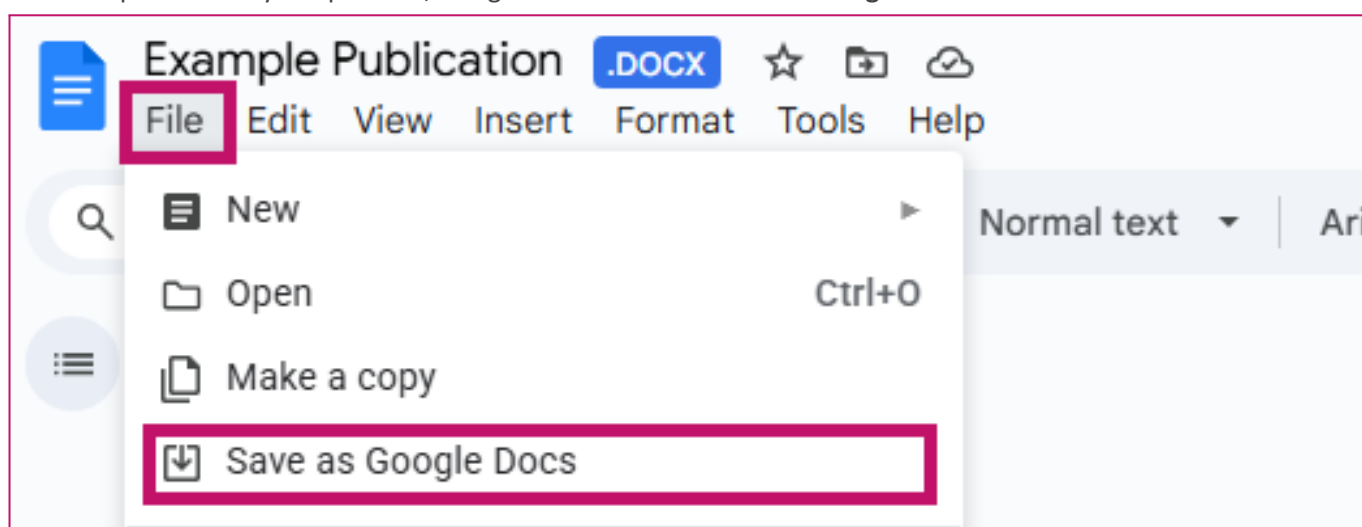 Example Publication .DOCX
File Edit View Insert Format Tools Help
New
Normal text
Open Ctrl+O
Make a copy
Save as Google Docs